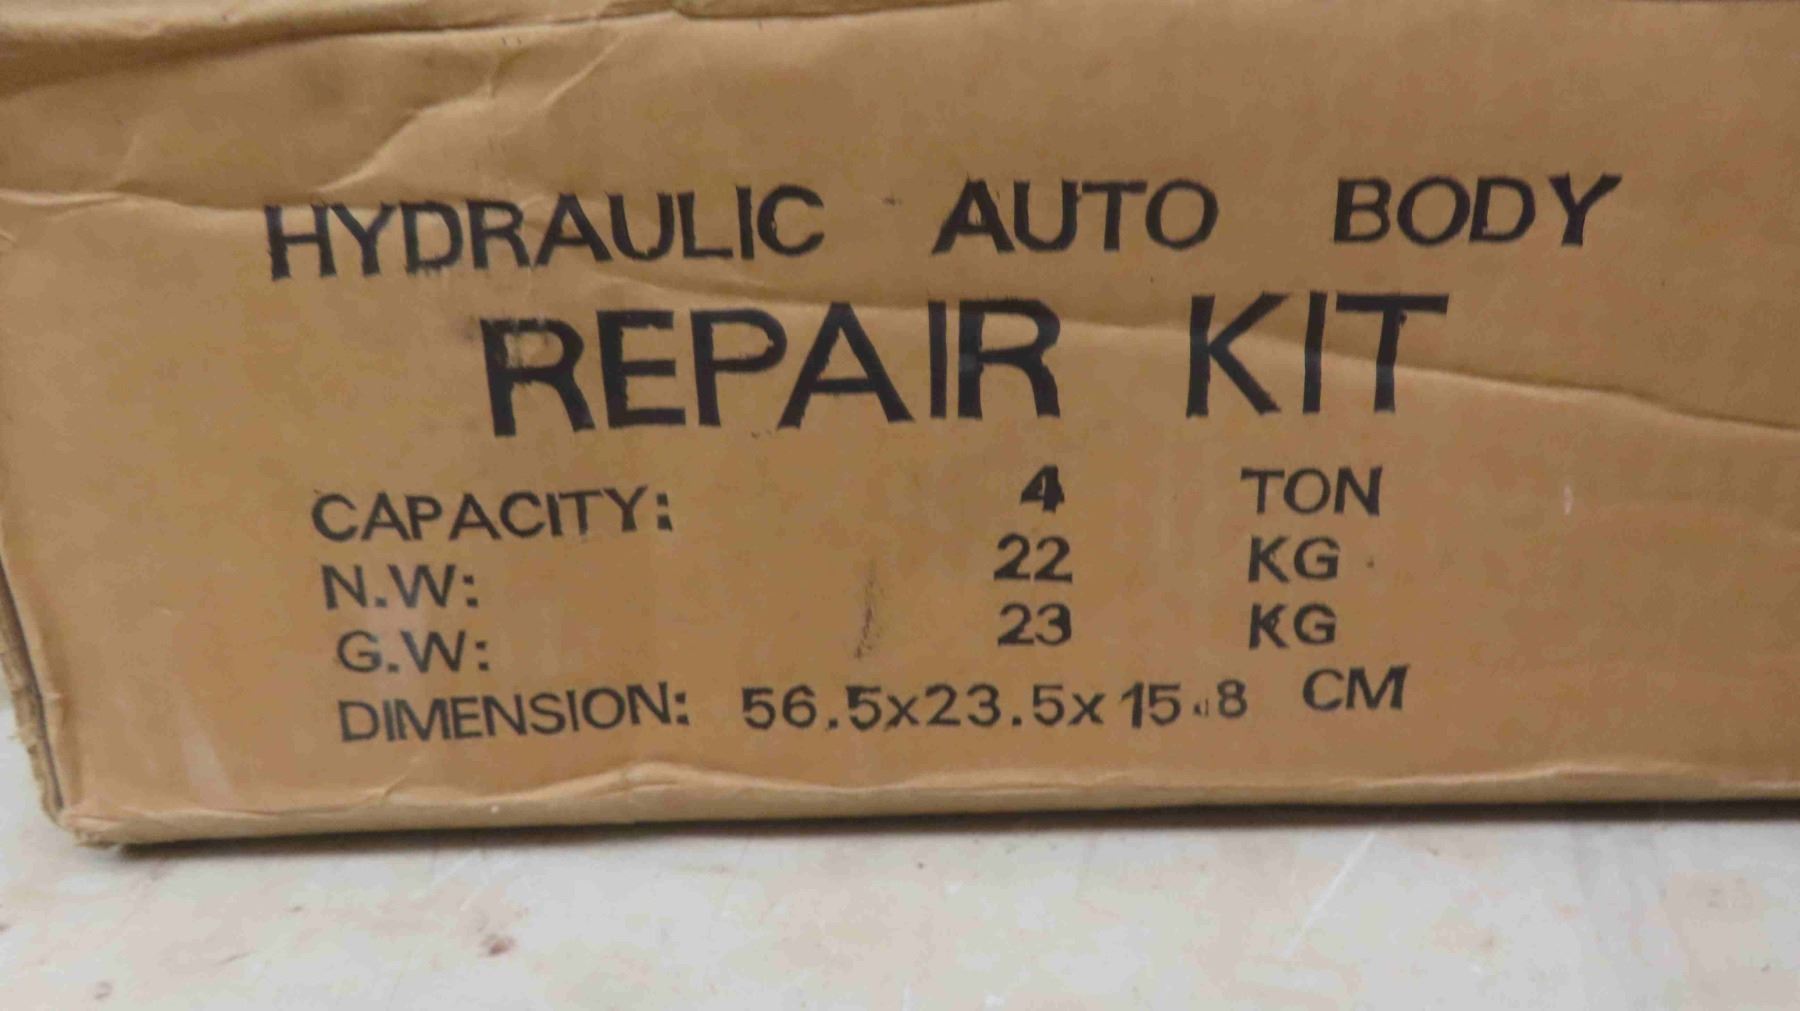 HYDRAULIC AUTO BODY
REPAIR KIT
CAPACITY: 4 TON
N.W: 22 KG
G.W: 23 KG
DIMENSION: 56.5x23.5x15.8 CM